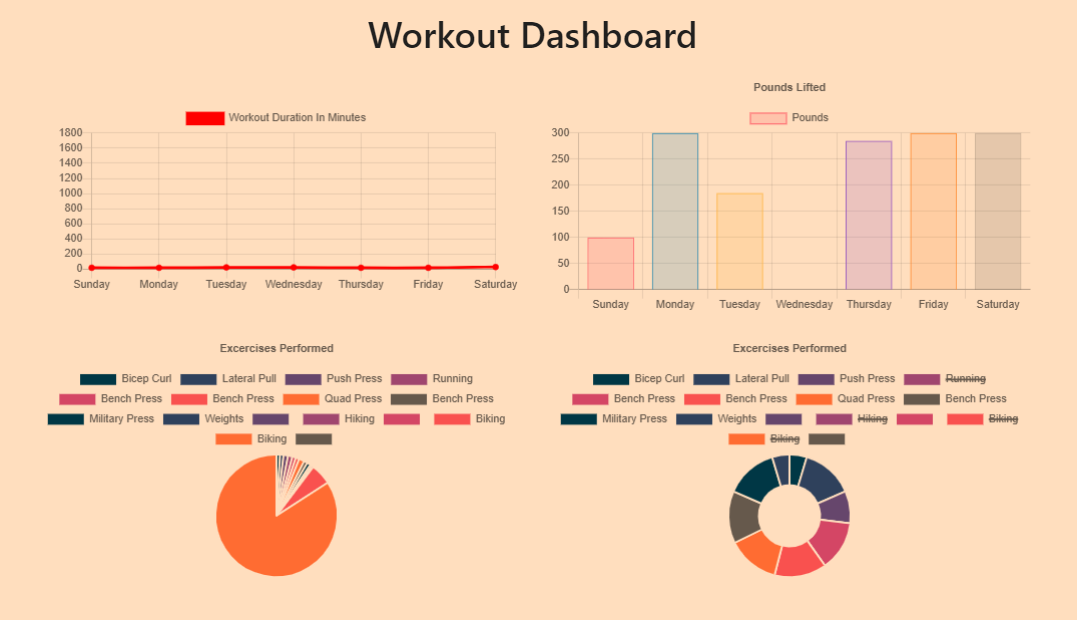 Workout Dashboard
Workout Duration In Minutes
1800
1600
1400
1200
1000
800
600
400
200
0
Sunday Monday Tuesday Wednesday Thursday Friday Saturday
Pounds Lifted
Pounds
300
250
200
150
100
50
0
Sunday Monday Tuesday Wednesday Thursday Friday Saturday
Excercises Performed
Bicep Curl Lateral Pull Push Press Running
Bench Press Bench Press Quad Press Bench Press
Military Press Weights Hiking Biking
Biking
Excercises Performed
Bicep Curl Lateral Pull Push Press Running
Bench Press Bench Press Quad Press Bench Press
Military Press Weights Hiking Biking
Biking